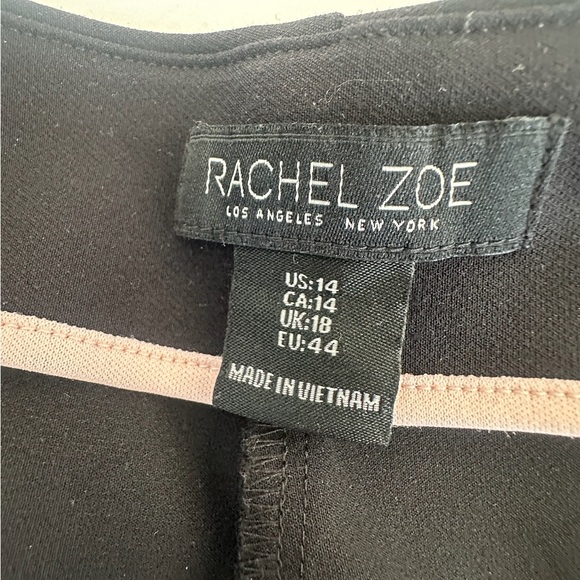 RACHEL ZOE
LOS ANGELES NEW YORK
US:14
CA:14
UK:18
EU:44
MADE IN VIETNAM